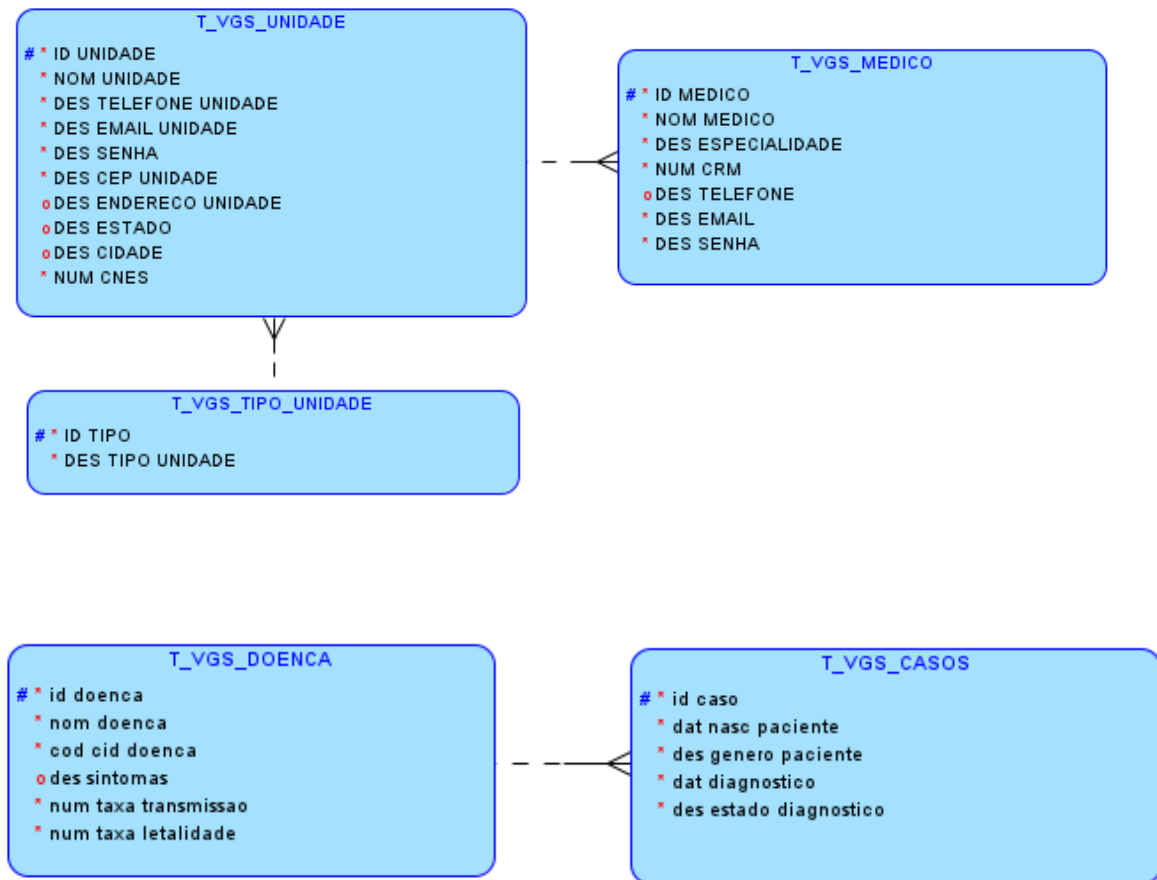 T_VGS_UNIDADE
# * ID UNIDADE
* NOM UNIDADE
* DES TELEFONE UNIDADE
* DES EMAIL UNIDADE
* DES SENHA
* DES CEP UNIDADE
o DES ENDERECO UNIDADE
o DES ESTADO
o DES CIDADE
* NUM CNES
T_VGS_MEDICO
# * ID MEDICO
* NOM MEDICO
* DES ESPECIALIDADE
* NUM CRM
o DES TELEFONE
* DES EMAIL
* DES SENHA
T_VGS_TIPO_UNIDADE
# * ID TIPO
* DES TIPO UNIDADE
T_VGS_DOENCA
# * id doenca
* nom doenca
* cod cid doenca
o des sintomas
* num taxa transmissao
* num taxa letalidade
T_VGS_CASOS
# * id caso
* dat nasc paciente
* des genero paciente
* dat diagnostico
* des estado diagnostico